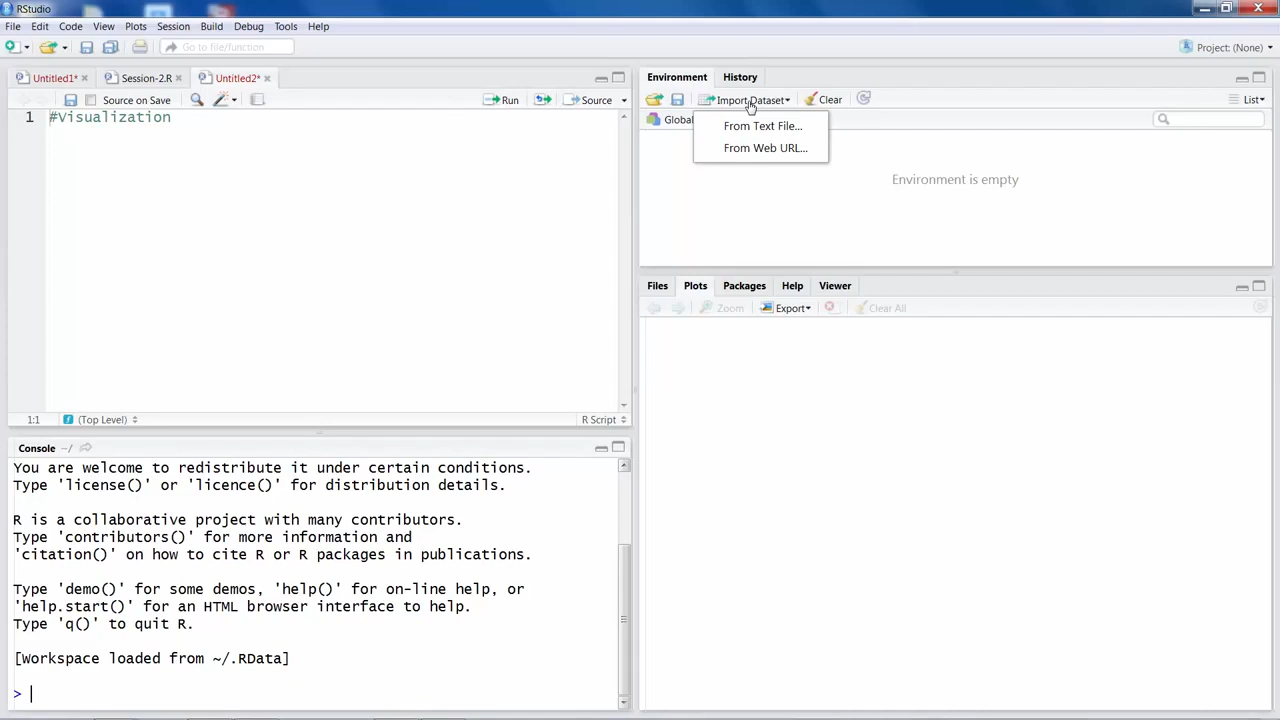 RStudio
File Edit Code View Plots Session Build Debug Tools Help
Go to file/function
Project: (None)
Untitled1*
Session-2.R
Untitled2*
Source on Save
Run
Source
1 #Visualization
1:1 (Top Level)
R Script
Console ~/
You are welcome to redistribute it under certain conditions.
Type 'license()' or 'licence()' for distribution details.
R is a collaborative project with many contributors.
Type 'contributors()' for more information and
'citation()' on how to cite R or R packages in publications.
Type 'demo()' for some demos, 'help()' for on-line help, or
'help.start()' for an HTML browser interface to help.
Type 'q()' to quit R.
[Workspace loaded from ~/.RData]
>
Environment History
Import Dataset Clear List
Global
From Text File...
From Web URL...
Environment is empty
Files Plots Packages Help Viewer
Zoom Export Clear All